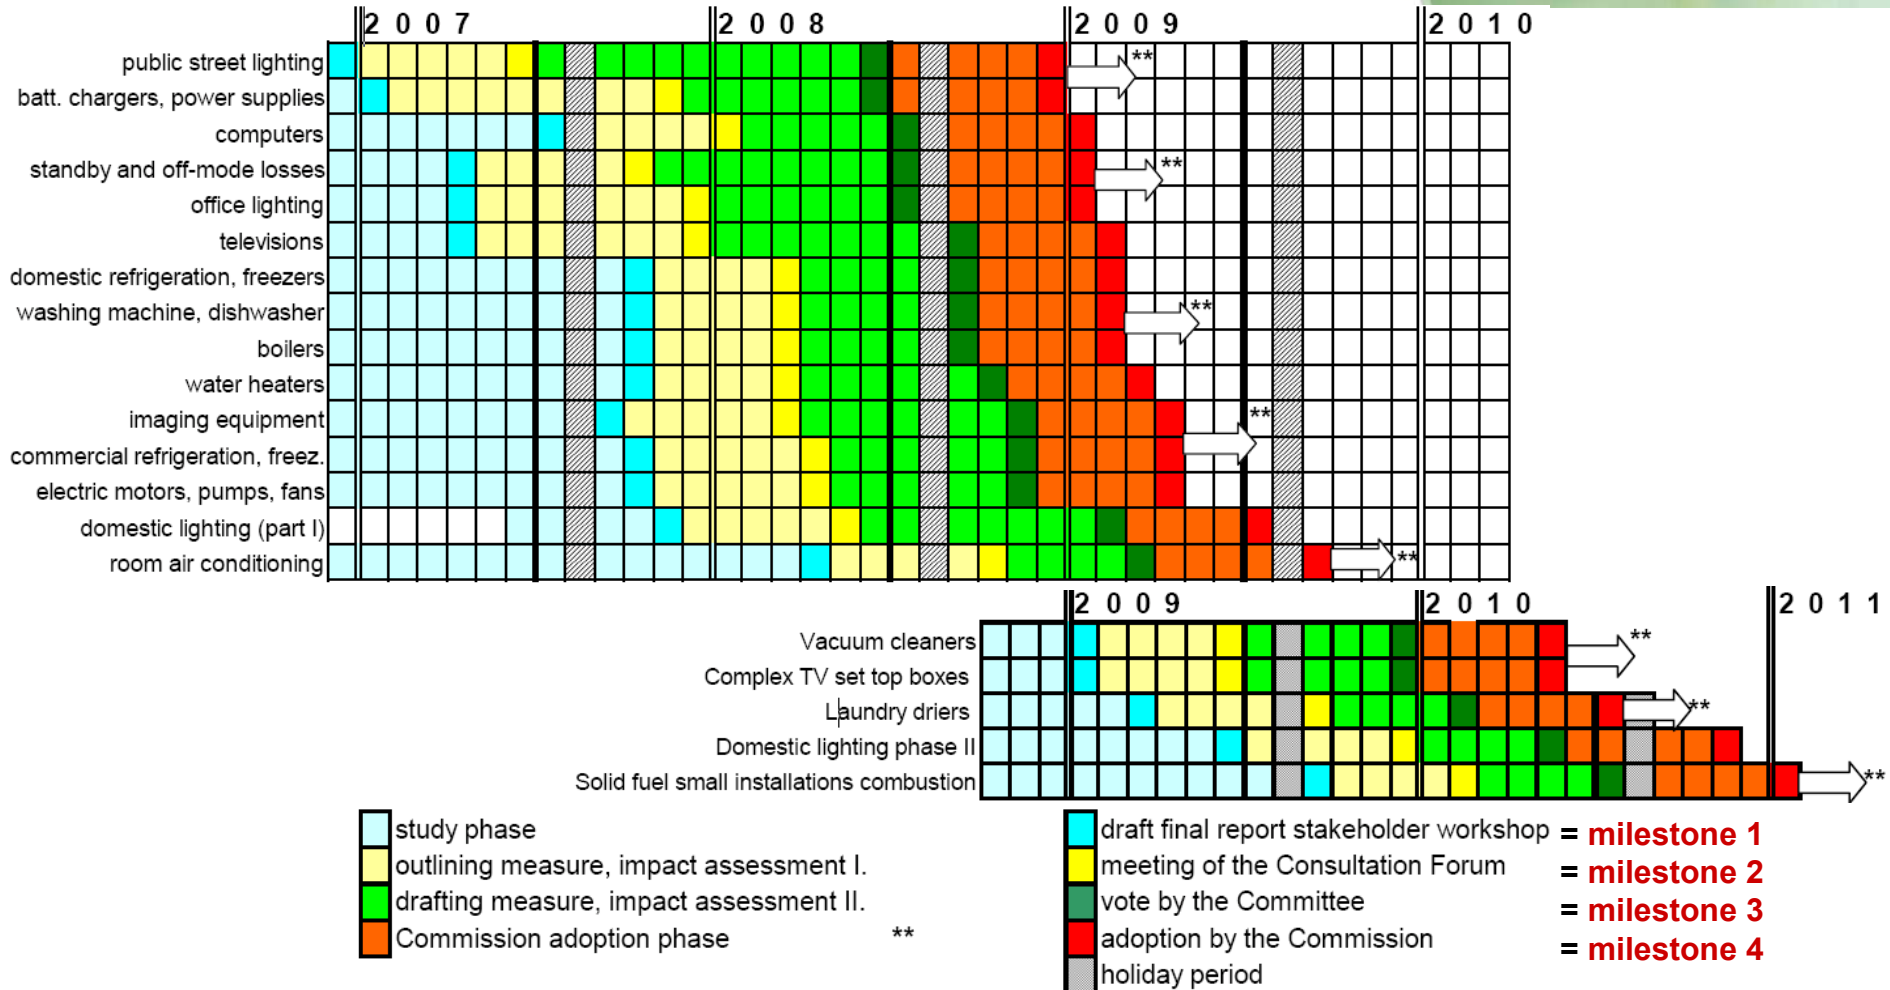 2 0 0 7 2 0 0 8 2 0 0 9 2 0 1 0
public street lighting **
batt. chargers, power supplies
computers
standby and off-mode losses **
office lighting
televisions
domestic refrigeration, freezers
washing machine, dishwasher **
boilers
water heaters
imaging equipment **
commercial refrigeration, freez.
electric motors, pumps, fans
domestic lighting (part I)
room air conditioning **
2 0 0 9 2 0 1 0 2 0 1 1
Vacuum cleaners **
Complex TV set top boxes
Laundry driers **
Domestic lighting phase II
Solid fuel small installations combustion **
study phase draft final report stakeholder workshop = milestone 1
outlining measure, impact assessment I. meeting of the Consultation Forum = milestone 2
drafting measure, impact assessment II. vote by the Committee = milestone 3
Commission adoption phase ** adoption by the Commission = milestone 4
holiday period